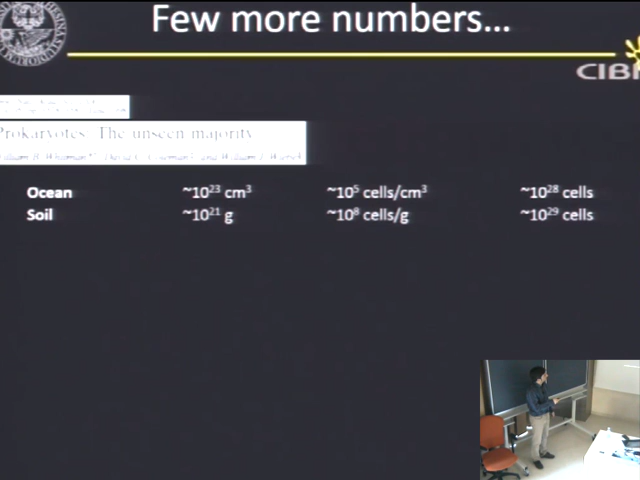 Few more numbers...
CIBI
Prokaryotes: The unseen majority
Ocean ~10²³ cm³ ~10⁵ cells/cm³ ~10²⁸ cells
Soil ~10²¹ g ~10⁸ cells/g ~10²⁹ cells